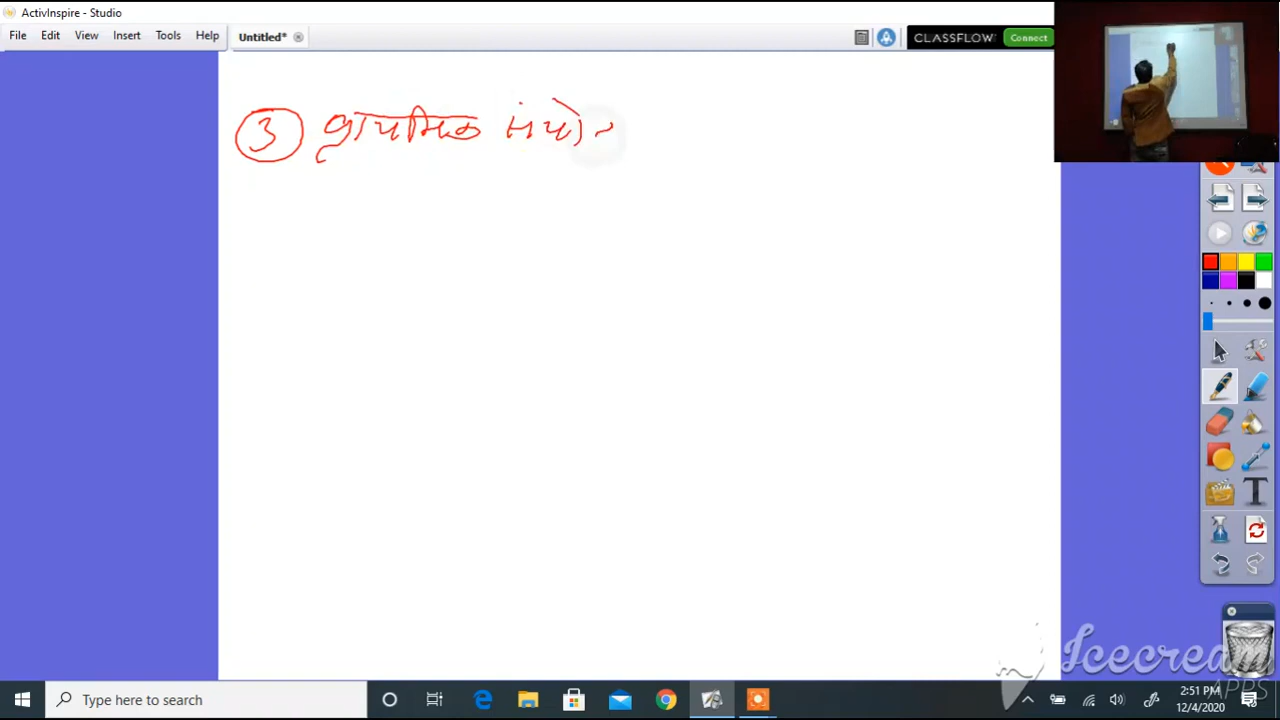 ActivInspire - Studio
File Edit View Insert Tools Help
Untitled*
CLASSFLOW Connect
③
T
Icecream
APPS
Type here to search
2:51 PM
12/4/2020